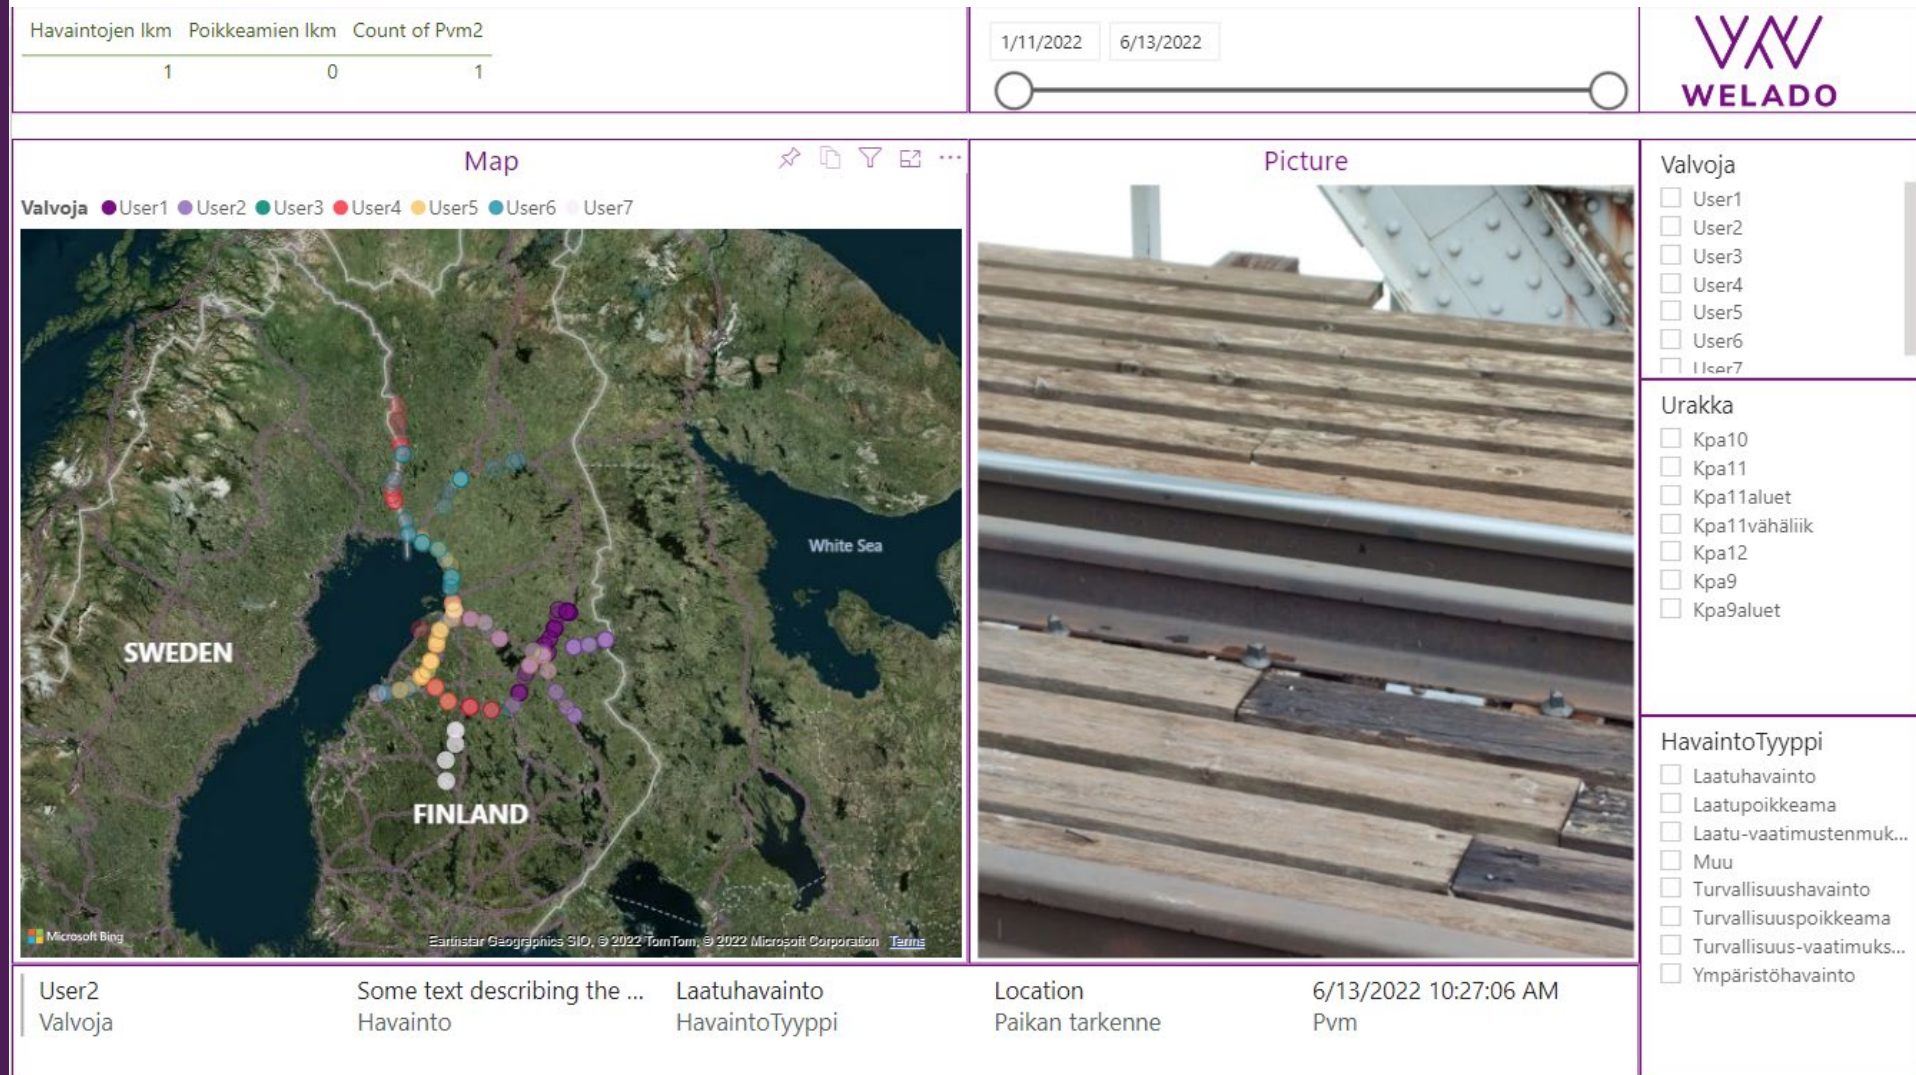 Havaintojen lkm Poikkeamien lkm Count of Pvm2
1 0 1
1/11/2022 6/13/2022
WELADO
Map
Valvoja User1 User2 User3 User4 User5 User6 User7
White Sea
SWEDEN
FINLAND
Microsoft Bing
Earthstar Geographics SIO, © 2022 TomTom, © 2022 Microsoft Corporation Terms
Picture
Valvoja
User1
User2
User3
User4
User5
User6
User7
Urakka
Kpa10
Kpa11
Kpa11aluet
Kpa11vähäliik
Kpa12
Kpa9
Kpa9aluet
HavaintoTyyppi
Laatuhavainto
Laatupoikkeama
Laatu-vaatimustenmuk...
Muu
Turvallisuushavainto
Turvallisuuspoikkeama
Turvallisuus-vaatimuks...
Ympäristöhavainto
User2 Some text describing the ... Laatuhavainto Location 6/13/2022 10:27:06 AM
Valvoja Havainto HavaintoTyyppi Paikan tarkenne Pvm